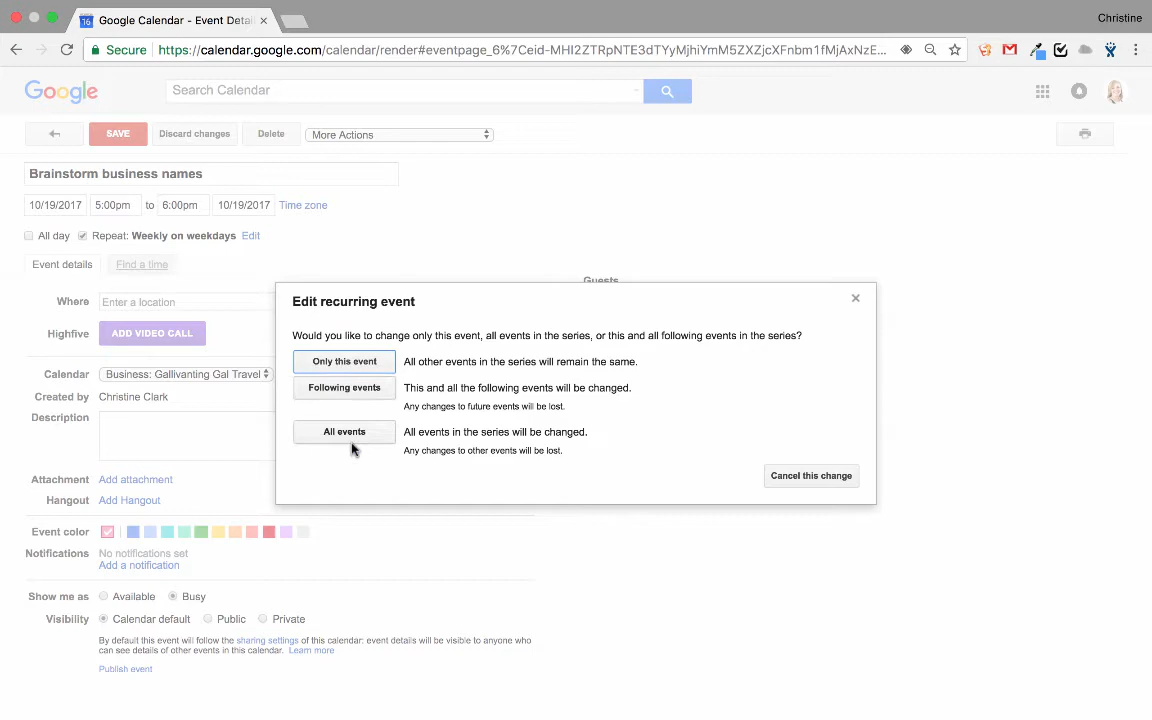 Google Calendar - Event Detai
Christine
Secure https://calendar.google.com/calendar/render#eventpage_6%7Ceid-MHI2ZTRpNTE3dTYyMjhiYmM5ZXZjcXFnbm1fMjAxNzE...
Google
Search Calendar
SAVE
Discard changes
Delete
More Actions
Brainstorm business names
10/19/2017 5:00pm to 6:00pm 10/19/2017 Time zone
All day Repeat: Weekly on weekdays Edit
Event details Find a time
Guests
Where Enter a location
Highfive ADD VIDEO CALL
Calendar Business: Gallivanting Gal Travel
Created by Christine Clark
Description
Attachment Add attachment
Hangout Add Hangout
Event color
Notifications No notifications set
Add a notification
Show me as Available Busy
Visibility Calendar default Public Private
By default this event will follow the sharing settings of this calendar: event details will be visible to anyone who
can see details of other events in this calendar. Learn more
Publish event
Edit recurring event
Would you like to change only this event, all events in the series, or this and all following events in the series?
Only this event All other events in the series will remain the same.
Following events This and all the following events will be changed.
Any changes to future events will be lost.
All events All events in the series will be changed.
Any changes to other events will be lost.
Cancel this change